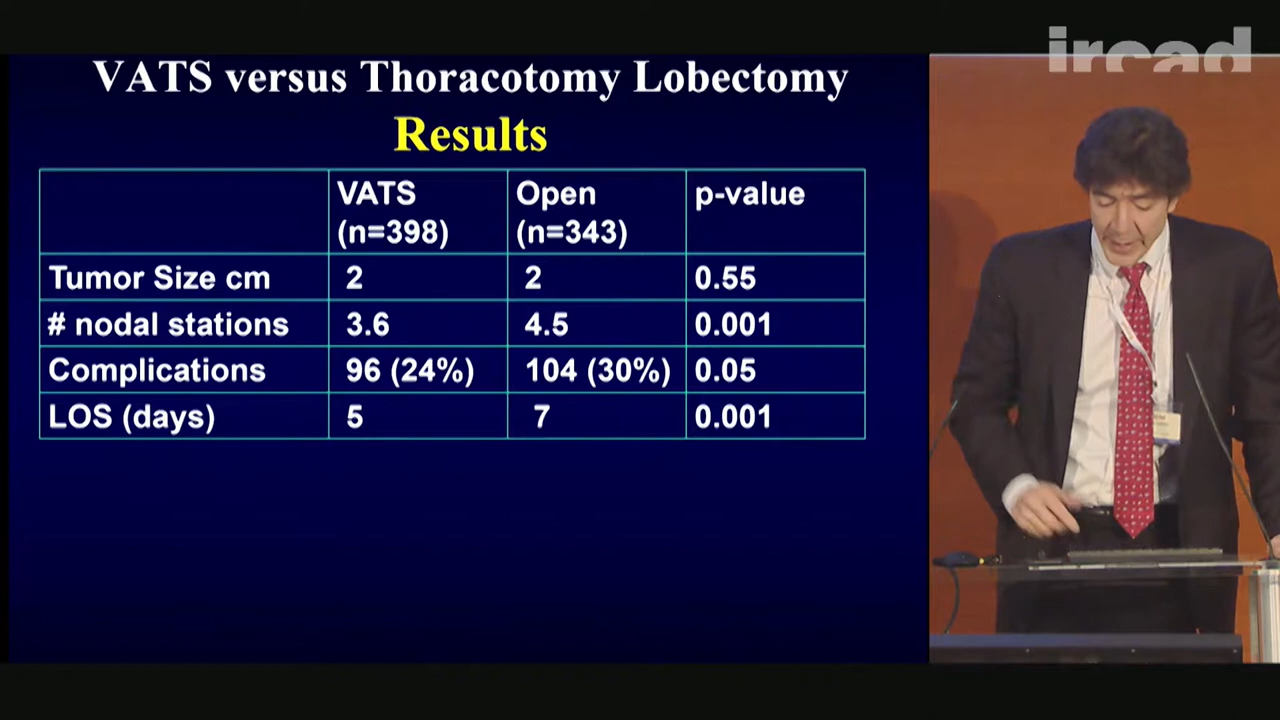 ircad
VATS versus Thoracotomy Lobectomy
Results
VATS (n=398) Open (n=343) p-value
Tumor Size cm 2 2 0.55
# nodal stations 3.6 4.5 0.001
Complications 96 (24%) 104 (30%) 0.05
LOS (days) 5 7 0.001